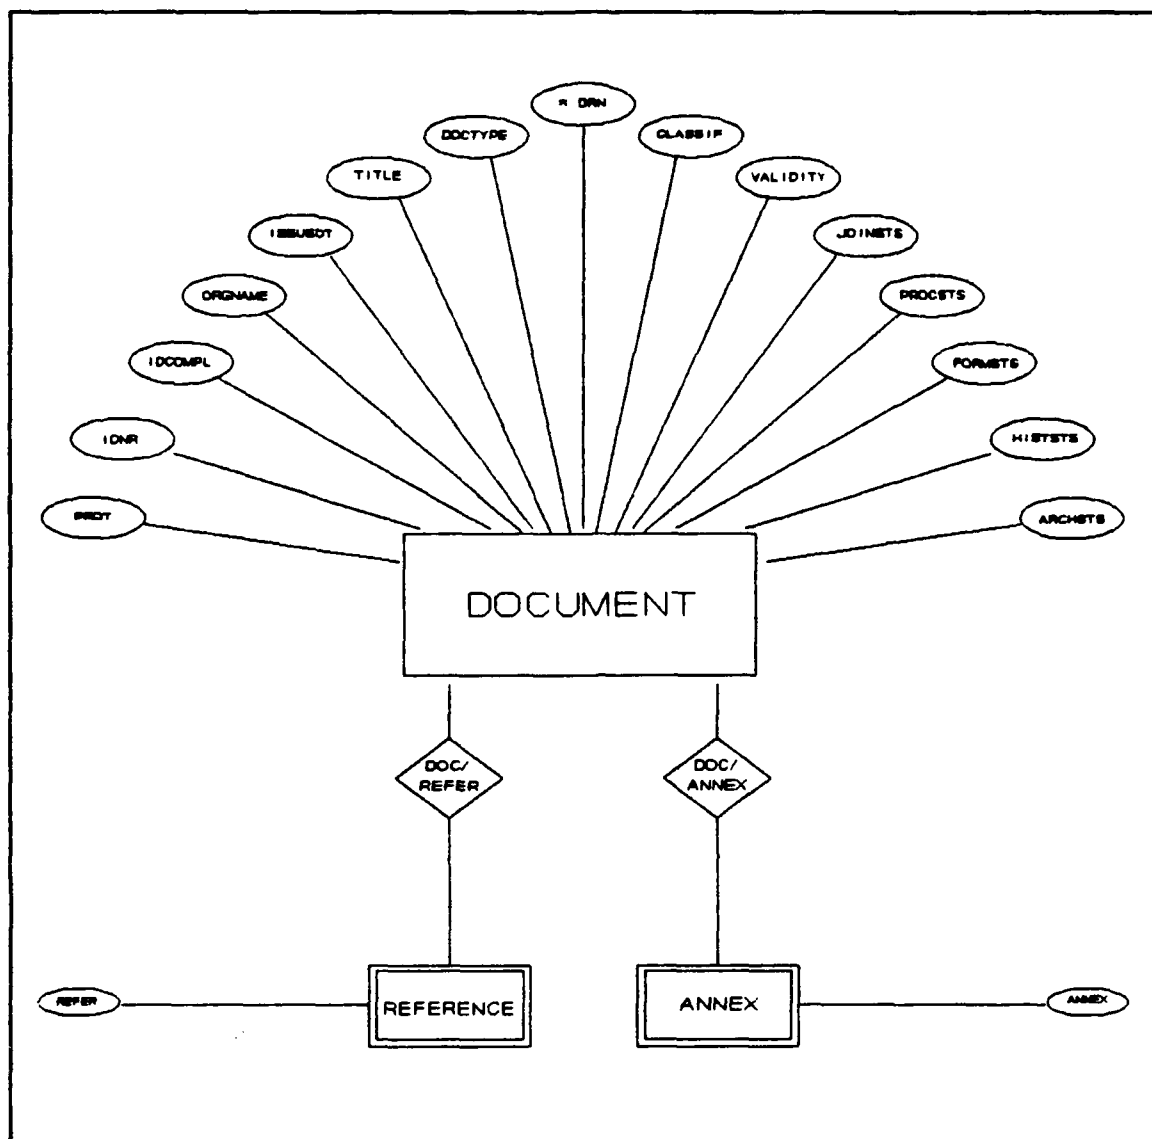 * DRN
DOCTYPE
CLASSIF
TITLE
VALIDITY
ISSUEDT
JOINSTS
ORGNAME
PROCSTS
IDCOMPL
FORMSTS
IDNR
HISTSTS
ARCHSTS
DOCUMENT
DOC/
REFER
DOC/
ANNEX
REFER
REFERENCE
ANNEX
ANNEX